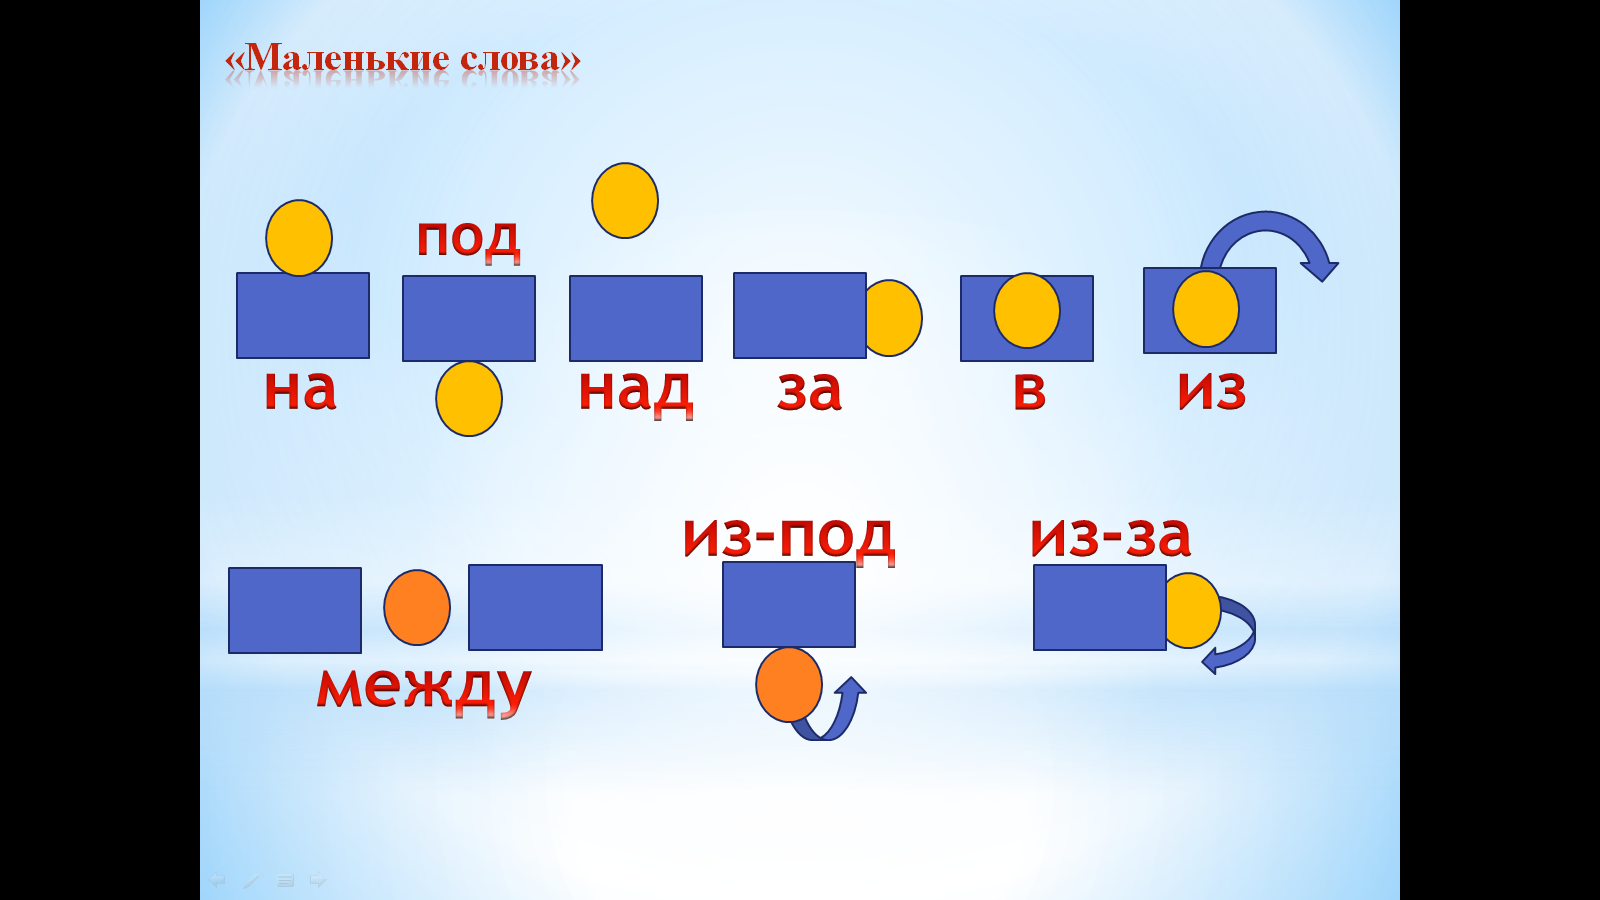 «Маленькие слова»
под
на
над
за
в
из
из-под
из-за
между